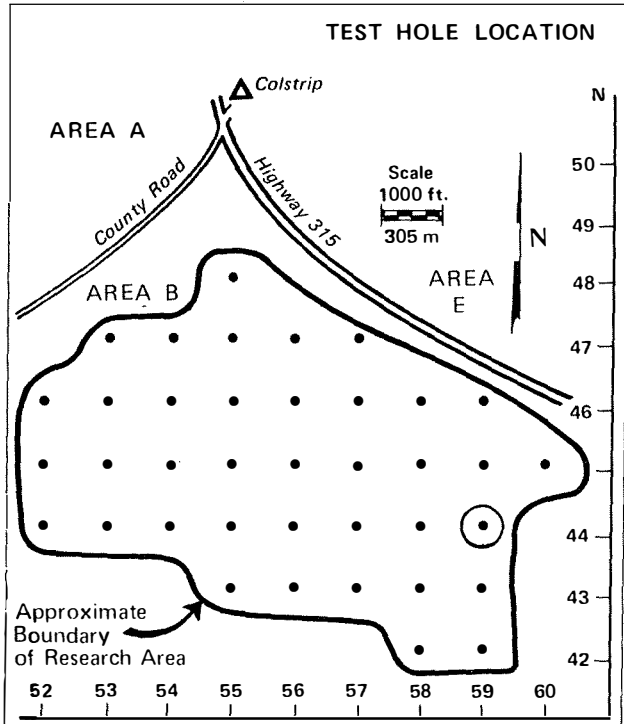 TEST HOLE LOCATION
Colstrip
N
AREA A
County Road
Highway 315
Scale
1000 ft.
305 m
N
50
49
AREA B
AREA
E
48
47
46
45
44
43
42
Approximate
Boundary
of Research Area
52 53 54 55 56 57 58 59 60